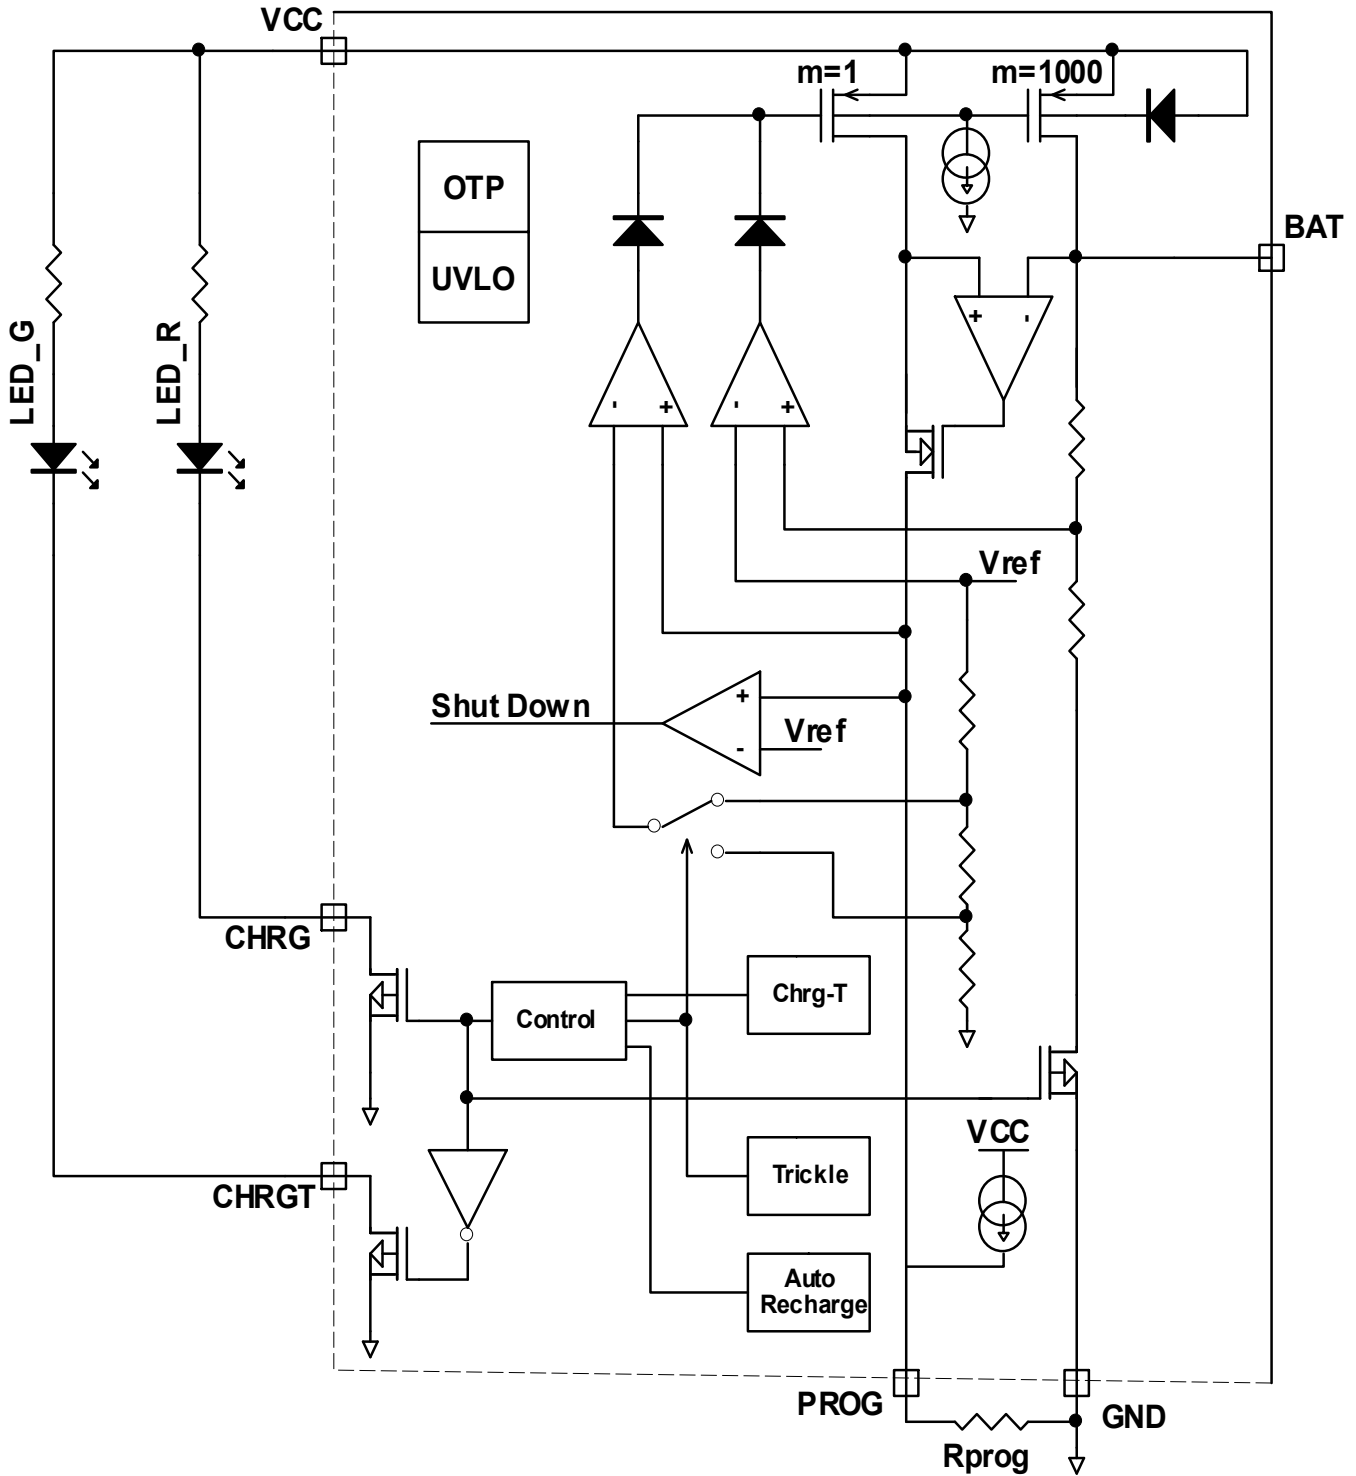 VCC
m=1
m=1000
OTP
BAT
UVLO
LED_G
LED_R
+
-
-
+
-
+
Vref
Shut Down
+
Vref
-
CHRG
Chrg-T
Control
VCC
Trickle
CHRGT
Auto
Recharge
PROG
GND
Rprog